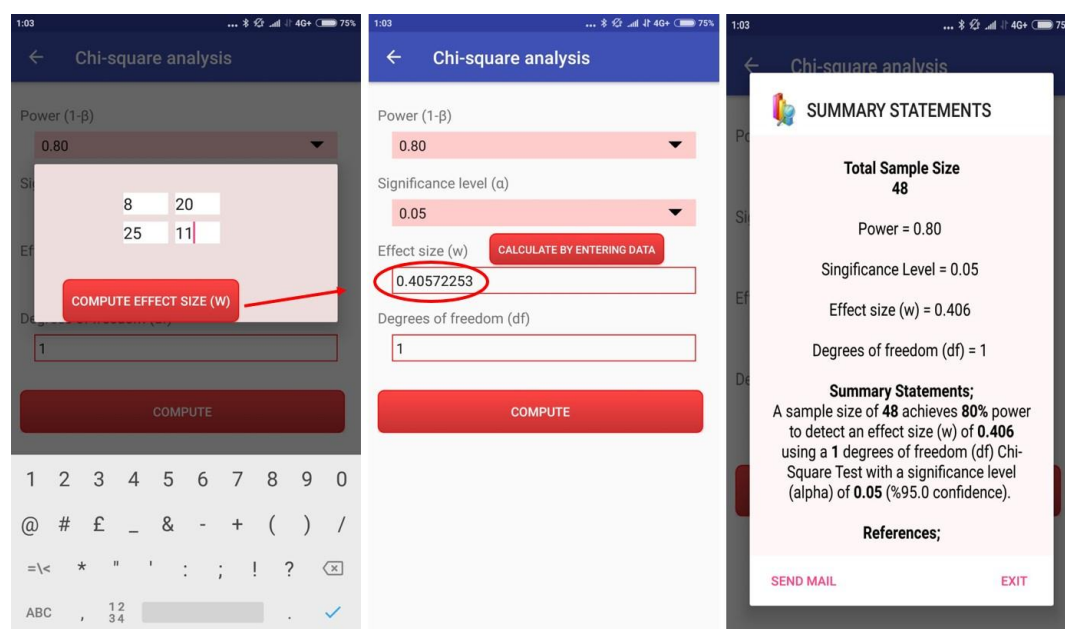 1:03
... 4G+ 75%
Chi-square analysis
Power (1-β)
0.80
8 20
25 11
COMPUTE EFFECT SIZE (W)
1
COMPUTE
1 2 3 4 5 6 7 8 9 0
@ # £ _ & - + ( ) /
=\< * " ' : ; ! ?
ABC , 12 .
34
1:03
... 4G+ 75%
Chi-square analysis
Power (1-β)
0.80
Significance level (α)
0.05
Effect size (w) CALCULATE BY ENTERING DATA
0.40572253
Degrees of freedom (df)
1
COMPUTE
1:03
... 4G+ 75
Chi-square analysis
SUMMARY STATEMENTS
Total Sample Size
48
Power = 0.80
Singificance Level = 0.05
Effect size (w) = 0.406
Degrees of freedom (df) = 1
Summary Statements;
A sample size of 48 achieves 80% power
to detect an effect size (w) of 0.406
using a 1 degrees of freedom (df) Chi-
Square Test with a significance level
(alpha) of 0.05 (%95.0 confidence).
References;
SEND MAIL EXIT